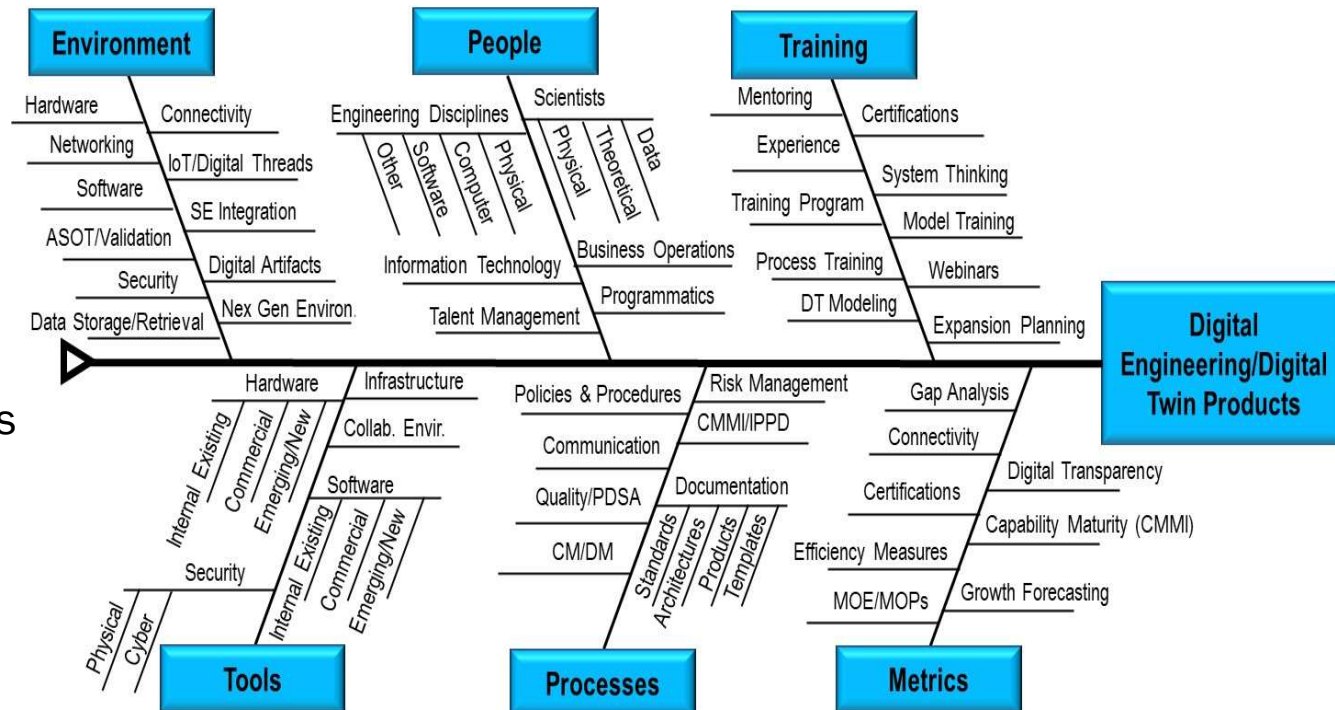 Environment
Hardware
Connectivity
Networking
IoT/Digital Threads
Software
SE Integration
ASOT/Validation
Digital Artifacts
Security
Nex Gen Environ.
Data Storage/Retrieval
People
Scientists
Engineering Disciplines
Other
Software
Computer
Physical
Physical
Theoretical
Data
Business Operations
Information Technology
Programmatics
Talent Management
Training
Mentoring
Certifications
Experience
System Thinking
Training Program
Model Training
Process Training
Webinars
DT Modeling
Expansion Planning
Digital
Engineering/Digital
Twin Products
s
Hardware
Infrastructure
Internal Existing
Commercial
Emerging/New
Collab. Envir.
Software
Internal Existing
Commercial
Emerging/New
Security
Physical
Cyber
Tools
Policies & Procedures
Risk Management
CMMI/IPPD
Communication
Documentation
Quality/PDSA
Standards
Architectures
Products
Templates
CM/DM
Processes
Gap Analysis
Connectivity
Digital Transparency
Certifications
Capability Maturity (CMMI)
Efficiency Measures
Growth Forecasting
MOE/MOPs
Metrics